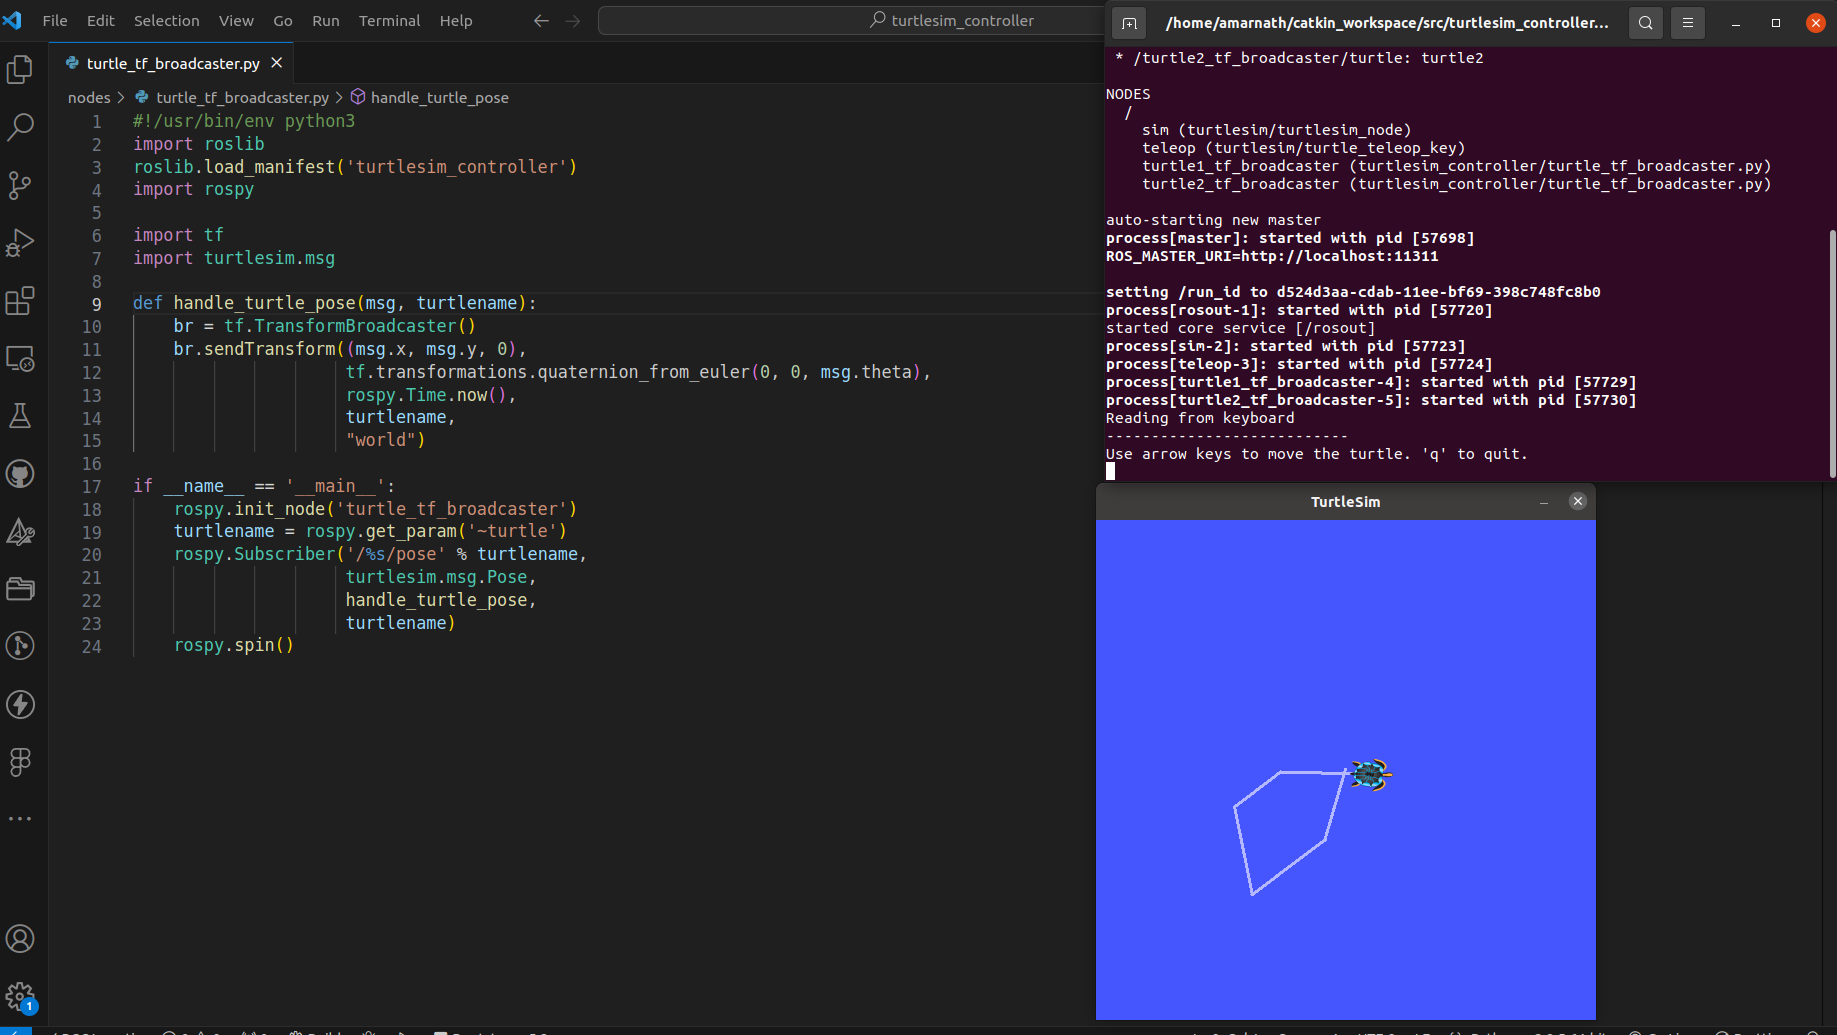 File Edit Selection View Go Run Terminal Help
turtlesim_controller
turtle_tf_broadcaster.py
nodes > turtle_tf_broadcaster.py > handle_turtle_pose
1 #!/usr/bin/env python3
2 import roslib
3 roslib.load_manifest('turtlesim_controller')
4 import rospy
5
6 import tf
7 import turtlesim.msg
8
9 def handle_turtle_pose(msg, turtlename):
10 br = tf.TransformBroadcaster()
11 br.sendTransform((msg.x, msg.y, 0),
12 tf.transformations.quaternion_from_euler(0, 0, msg.theta),
13 rospy.Time.now(),
14 turtlename,
15 "world")
16
17 if __name__ == '__main__':
18 rospy.init_node('turtle_tf_broadcaster')
19 turtlename = rospy.get_param('~turtle')
20 rospy.Subscriber('/%s/pose' % turtlename,
21 turtlesim.msg.Pose,
22 handle_turtle_pose,
23 turtlename)
24 rospy.spin()
1
/home/amarnath/catkin_workspace/src/turtlesim_controller...
* /turtle2_tf_broadcaster/turtle: turtle2
NODES
/
sim (turtlesim/turtlesim_node)
teleop (turtlesim/turtle_teleop_key)
turtle1_tf_broadcaster (turtlesim_controller/turtle_tf_broadcaster.py)
turtle2_tf_broadcaster (turtlesim_controller/turtle_tf_broadcaster.py)
auto-starting new master
process[master]: started with pid [57698]
ROS_MASTER_URI=http://localhost:11311
setting /run_id to d524d3aa-cdab-11ee-bf69-398c748fc8b0
process[rosout-1]: started with pid [57720]
started core service [/rosout]
process[sim-2]: started with pid [57723]
process[teleop-3]: started with pid [57724]
process[turtle1_tf_broadcaster-4]: started with pid [57729]
process[turtle2_tf_broadcaster-5]: started with pid [57730]
Reading from keyboard
---------------------------
Use arrow keys to move the turtle. 'q' to quit.
TurtleSim